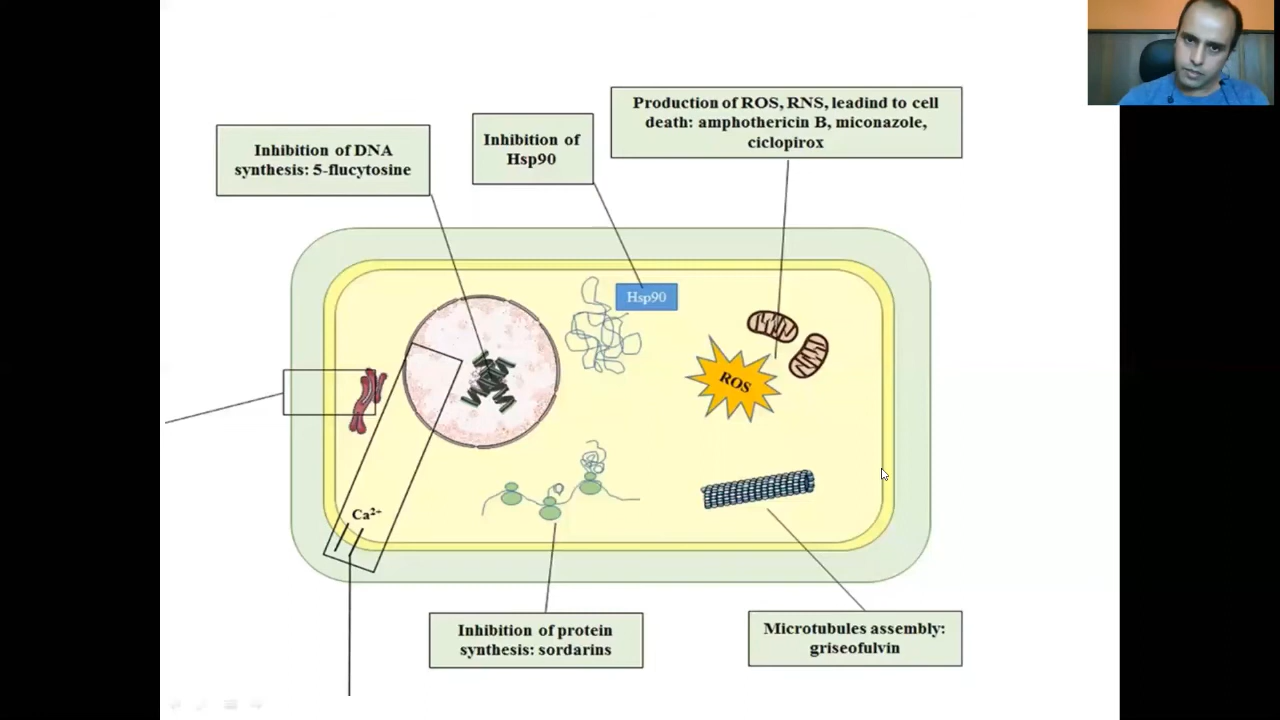 Production of ROS, RNS, leadind to cell
death: amphothericin B, miconazole,
ciclopirox
Inhibition of
Hsp90
Inhibition of DNA
synthesis: 5-flucytosine
Hsp90
ROS
Ca²⁺
Inhibition of protein
synthesis: sordarins
Microtubules assembly:
griseofulvin